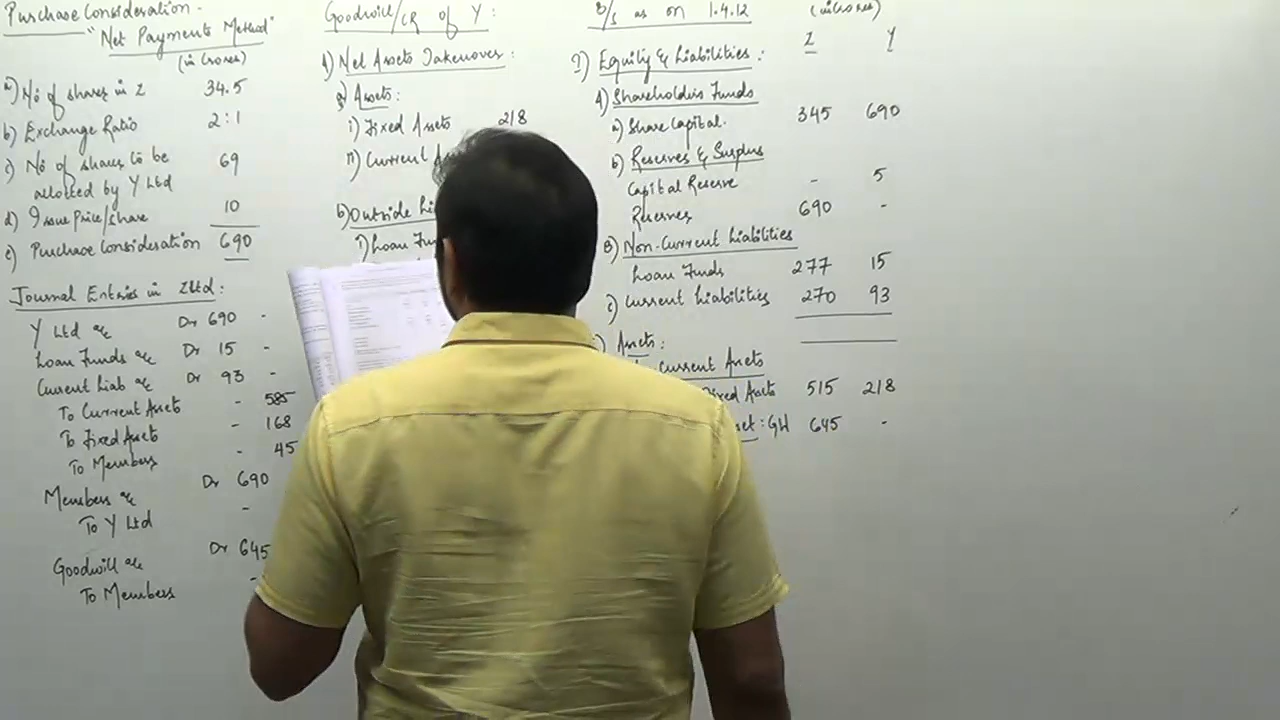 Purchase Consideration -
"Net Payments Method"
(in Crores)
a) No of shares in Z 34.5
b) Exchange Ratio 2:1
c) No of shares to be 69
allotted by Y Ltd
d) Issue Price/share 10
e) Purchase Consideration 690
Journal Entries in ZLtd:
Y Ltd a/c Dr 690 -
Loan Funds a/c Dr 15 -
Current Liab a/c Dr 93 -
To Current Assets - 585
To Fixed Assets - 168
To Members - 45
Members a/c Dr 690
To Y Ltd -
Goodwill a/c Dr 645
To Members -
Goodwill/CR of Y:
1) Net Assets Takeover:
a) Assets:
i) Fixed Assets 218
ii) Current
b) Outside
i) Loan
B/S as on 1.4.12 (in crores)
Z Y
I) Equity & Liabilities:
A) Shareholders Funds
a) Share Capital 345 690
b) Reserves & Surplus
Capital Reserve - 5
Reserves 690 -
B) Non-Current Liabilities
Loan Funds 277 15
C) Current Liabilities 270 93
Assets:
Current Assets
Fixed Assets 515 218
: GW 645 -